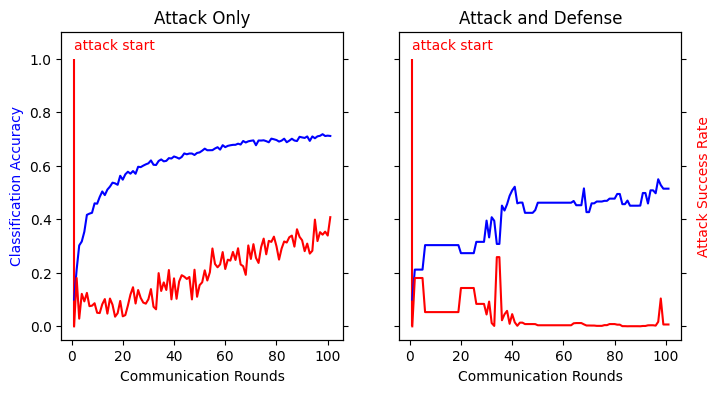 Attack Only
Attack and Defense
attack start
attack start
1.0
0.8
0.6
0.4
0.2
0.0
Classification Accuracy
Attack Success Rate
0 20 40 60 80 100
0 20 40 60 80 100
Communication Rounds
Communication Rounds